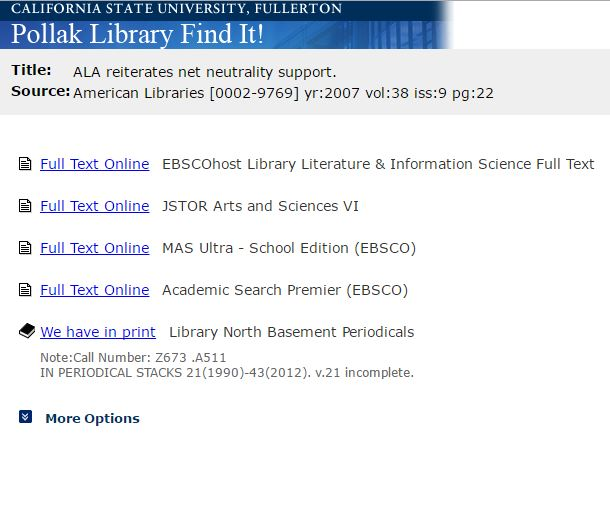 CALIFORNIA STATE UNIVERSITY, FULLERTON
Pollak Library Find It!
Title: ALA reiterates net neutrality support.
Source: American Libraries [0002-9769] yr:2007 vol:38 iss:9 pg:22
Full Text Online EBSCOhost Library Literature & Information Science Full Text
Full Text Online JSTOR Arts and Sciences VI
Full Text Online MAS Ultra - School Edition (EBSCO)
Full Text Online Academic Search Premier (EBSCO)
We have in print Library North Basement Periodicals
Note:Call Number: Z673 .A511
IN PERIODICAL STACKS 21(1990)-43(2012). v.21 incomplete.
More Options